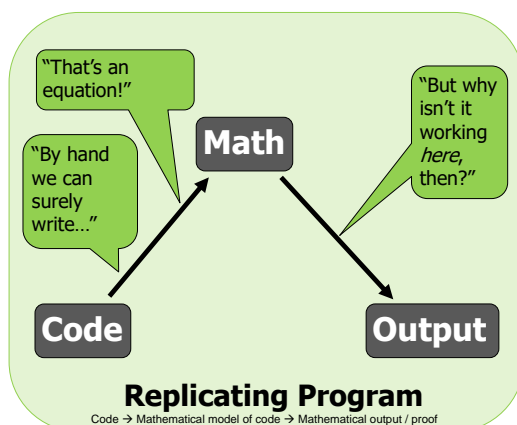 “That’s an
equation!”
“But why
isn’t it
working
here,
then?”
Math
“By hand
we can
surely
write…”
Code
Output
Replicating Program
Code → Mathematical model of code → Mathematical output / proof